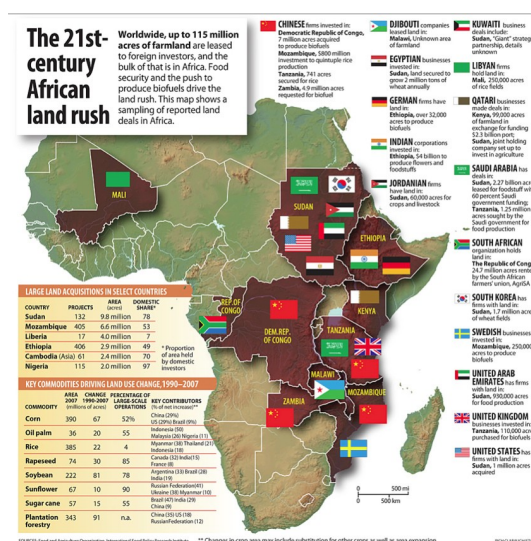 The 21st-
century
African
land rush
Worldwide, up to 115 million
acres of farmland are leased
to foreign investors, and the
bulk of that is in Africa. Food
security and the push to
produce biofuels drive the
land rush. This map shows a
sampling of reported land
deals in Africa.
CHINESE firms invested in:
Democratic Republic of Congo,
7 million acres acquired
to produce biofuels
Mozambique, $800 million
investment to quintuple rice
production
Tanzania, 741 acres
secured for rice
Zambia, 4.9 million acres
requested for biofuel
DJIBOUTI companies
leased land in:
Malawi, Unknown area
of farmland
EGYPTIAN businesses
invested in:
Sudan, land secured to
grow 2 million tons of
wheat annually
GERMAN firms have
land in:
Ethiopia, over 32,000
acres to produce
biofuels
INDIAN corporations
invested in:
Ethiopia, $4 billion to
produce flowers and
foodstuffs
JORDANIAN firms
have land in:
Sudan, 60,000 acres for
crops and livestock
KUWAITI business
deals include:
Sudan, "Giant" strateg
partnership, details
unknown
LIBYAN firms
hold land in:
Mali, 250,000 acres
of rice fields
QATARI businesses
made deals in:
Kenya, 99,000 acres
of farmland in
exchange for funding
$2.3 billion port;
Sudan, joint holding
company set up to
invest in agriculture
SAUDI ARABIA has
deals in:
Sudan, 2.27 billion acr
leased for foodstuff wit
60 percent Saudi
government funding;
Tanzania, 1.25 million
acres sought by the
Saudi government for
food production
SOUTH AFRICAN
organization holds
land in:
The Republic of Cong
24.7 million acres rente
by the South African
farmers' union, AgriSA
SOUTH KOREA has
firms with land in:
Sudan, 1.7 million acre
of wheat fields
SWEDISH businesses
invested in:
Mozambique, 250,000
acres to produce
biofuels
UNITED ARAB
EMIRATES has firms
with land in:
Sudan, 930,000 acres
for food production
UNITED KINGDOM
businesses invested in:
Tanzania, 110,000 acr
purchased for biofuels
UNITED STATES has
firms with land in:
Sudan, 1 million acres
acquired
MALI
SUDAN
ETHIOPIA
REP. OF
CONGO
DEM. REP.
OF CONGO
KENYA
TANZANIA
MALAWI
ZAMBIA
MOZAMBIQUE
0 500 mi
0 500 km
LARGE LAND ACQUISITIONS IN SELECT COUNTRIES
COUNTRY PROJECTS AREA (acres) DOMESTIC SHARE*
Sudan 132 9.8 million 78
Mozambique 405 6.6 million 53
Liberia 17 4.0 million 7
Ethiopia 406 2.9 million 49
Cambodia (Asia) 61 2.4 million 70
Nigeria 115 2.0 million 97
* Proportion
of area held
by domestic
investors
KEY COMMODITIES DRIVING LAND USE CHANGE, 1990–2007
COMMODITY AREA 2007 CHANGE 1990-2007 (millions of acres) PERCENTAGE OF LARGE-SCALE OPERATIONS KEY CONTRIBUTORS (% of net increase)**
Corn 390 67 52% China (29%) US (29%) Brazil (9%)
Oil palm 36 20 55 Indonesia (50) Malaysia (26) Nigeria (11)
Rice 385 22 4 Myanmar (38) Thailand (21) Indonesia (18)
Rapeseed 74 30 85 Canada (32) India (15) France (8)
Soybean 222 81 78 Argentina (33) Brazil (28) India (19)
Sunflower 67 10 90 Russian Federation (41) Ukraine (38) Myanmar (10)
Sugar cane 57 15 55 Brazil (47) India (29) China (9)
Plantation forestry 343 91 n.a. China (35) US (18) Russian Federation (12)